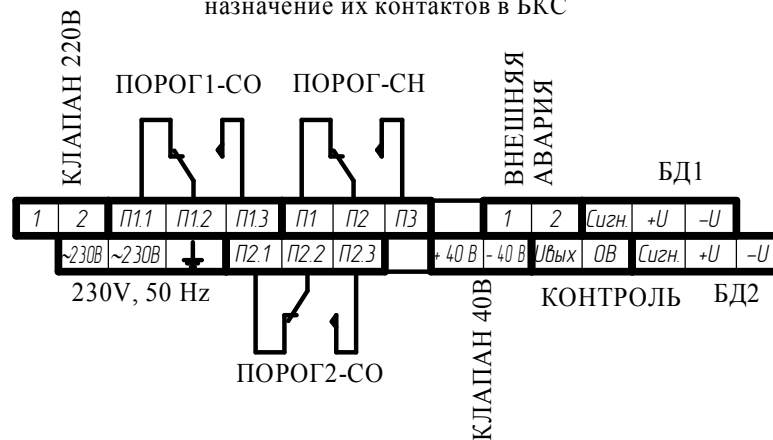 назначение их контактов в БКС
КЛАПАН 220В
ПОРОГ1-СО
ПОРОГ-СН
ВНЕШНЯЯ
АВАРИЯ
БД1
1 2 П1.1 П1.2 П1.3 П1 П2 П3 1 2 Сигн. +U –U
~230В ~230В П2.1 П2.2 П2.3 + 40 В - 40 В Uвых 0В Сигн. +U –U
230V, 50 Hz
КЛАПАН 40В
КОНТРОЛЬ
БД2
ПОРОГ2-СО